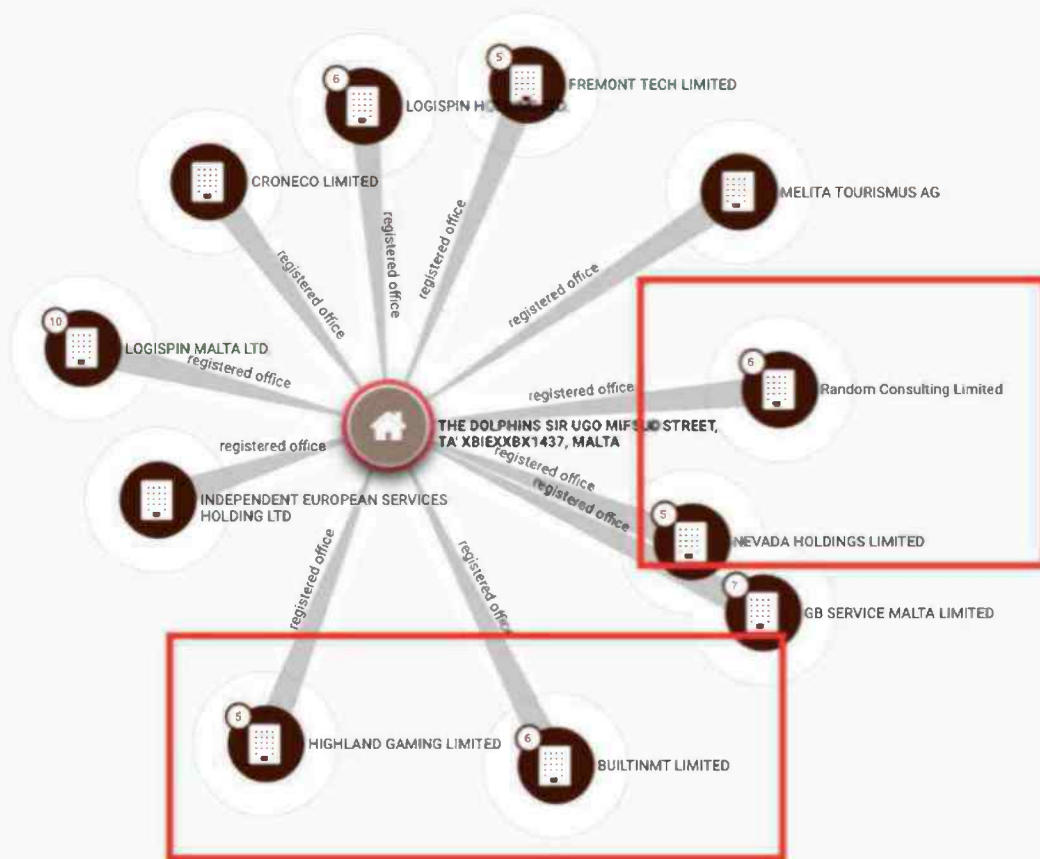 5
FREMONT TECH LIMITED
6
LOGISPIN
CRONECO LIMITED
MELITA TOURISMUS AG
registered office
registered office
registered office
registered office
10
LOGISPIN MALTA LTD
registered office
6
Random Consulting Limited
registered office
THE DOLPHINS SIR UGO MIFSUD STREET,
TA' XBIEXXBX1437, MALTA
registered office
registered office
registered office
INDEPENDENT EUROPEAN SERVICES
HOLDING LTD
5
NEVADA HOLDINGS LIMITED
registered office
registered office
7
GB SERVICE MALTA LIMITED
5
HIGHLAND GAMING LIMITED
6
BUILTINMT LIMITED